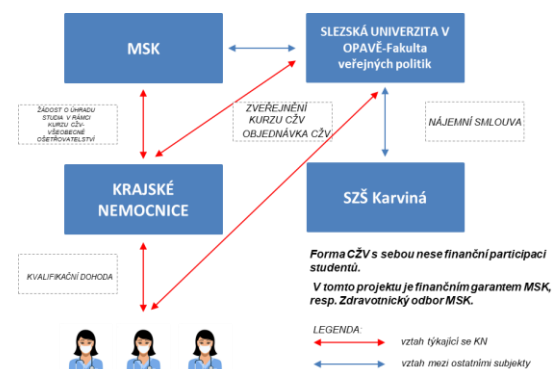 MSK
SLEZSKÁ UNIVERZITA V
OPAVĚ-Fakulta
veřejných politik
ŽÁDOST O ÚHRADU
STUDIA V RÁMCI
KURZU CŽV-
VŠEOBECNÉ
OŠETŘOVATELSTVÍ
ZVEŘEJNĚNÍ
KURZU CŽV
OBJEDNÁVKA CŽV
NÁJEMNÍ SMLOUVA
KRAJSKÉ
NEMOCNICE
SZŠ Karviná
KVALIFIKAČNÍ DOHODA
Forma CŽV s sebou nese finanční participaci
studentů.
V tomto projektu je finančním garantem MSK,
resp. Zdravotnický odbor MSK.
LEGENDA:
vztah týkající se KN
vztah mezi ostatními subjekty